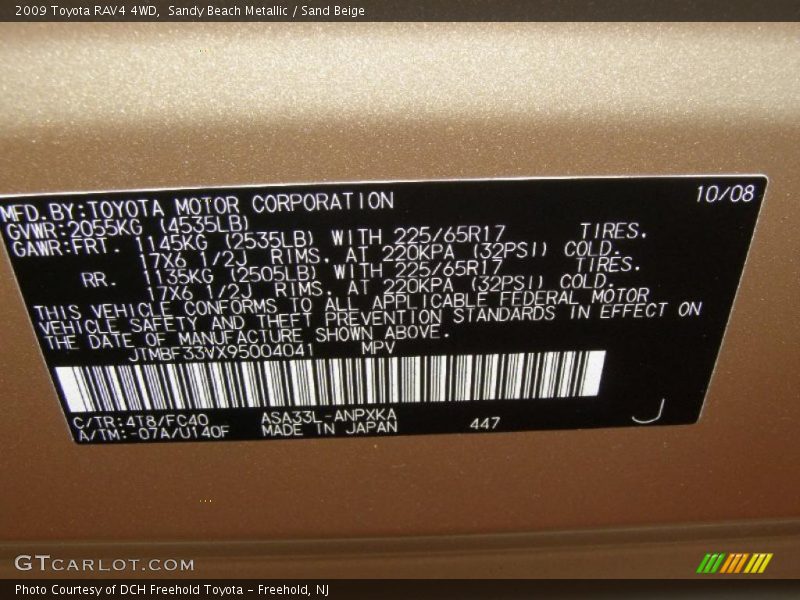 2009 Toyota RAV4 4WD,  Sandy Beach Metallic / Sand Beige
10/08
MFD.BY:TOYOTA MOTOR CORPORATION
GVWR:2055KG (4535LB)
GAWR:FRT. 1145KG (2535LB) WITH 225/65R17 TIRES.
17X6 1/2J RIMS. AT 220KPA (32PSI) COLD.
RR. 1135KG (2505LB) WITH 225/65R17 TIRES.
17X6 1/2J RIMS. AT 220KPA (32PSI) COLD.
THIS VEHICLE CONFORMS TO ALL APPLICABLE FEDERAL MOTOR
VEHICLE SAFETY AND THEFT PREVENTION STANDARDS IN EFFECT ON
THE DATE OF MANUFACTURE SHOWN ABOVE.
JTMBF33VX95004041 MPV
C/TR:4T8/FC40 ASA33L-ANPXKA 447 J
A/TM:-07A/U140F MADE IN JAPAN
GTCARLOT.COM
Photo Courtesy of DCH Freehold Toyota - Freehold, NJ